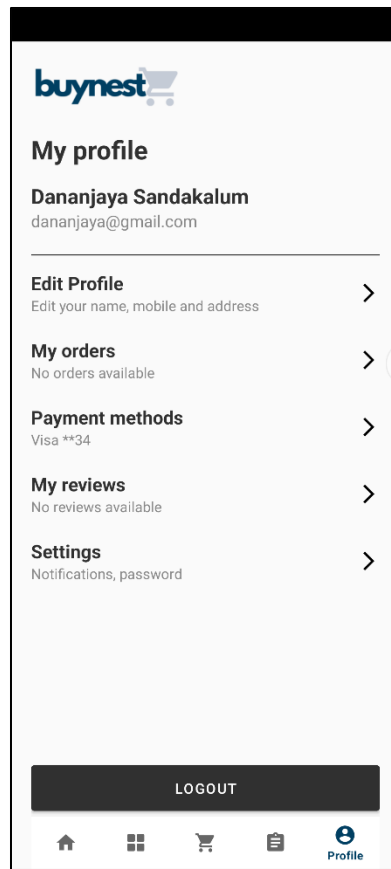 buynest
My profile
Dananjaya Sandakalum
dananjaya@gmail.com
Edit Profile
Edit your name, mobile and address
My orders
No orders available
Payment methods
Visa **34
My reviews
No reviews available
Settings
Notifications, password
LOGOUT
Profile